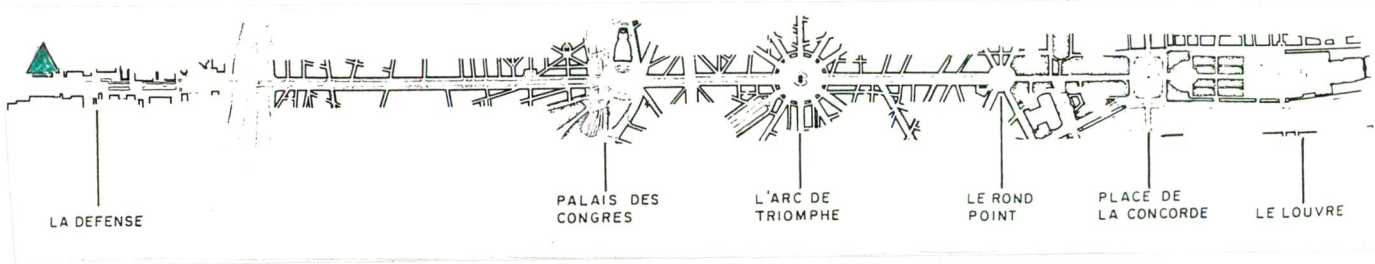 LA DEFENSE
PALAIS DES
CONGRES
L'ARC DE
TRIOMPHE
LE ROND
POINT
PLACE DE
LA CONCORDE
LE LOUVRE